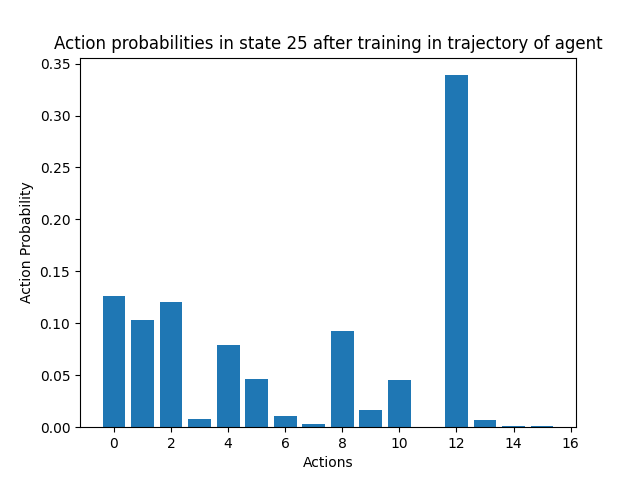 Action probabilities in state 25 after training in trajectory of agent
0.35
0.30
0.25
0.20
0.15
0.10
0.05
0.00
Action Probability
0 2 4 6 8 10 12 14 16
Actions